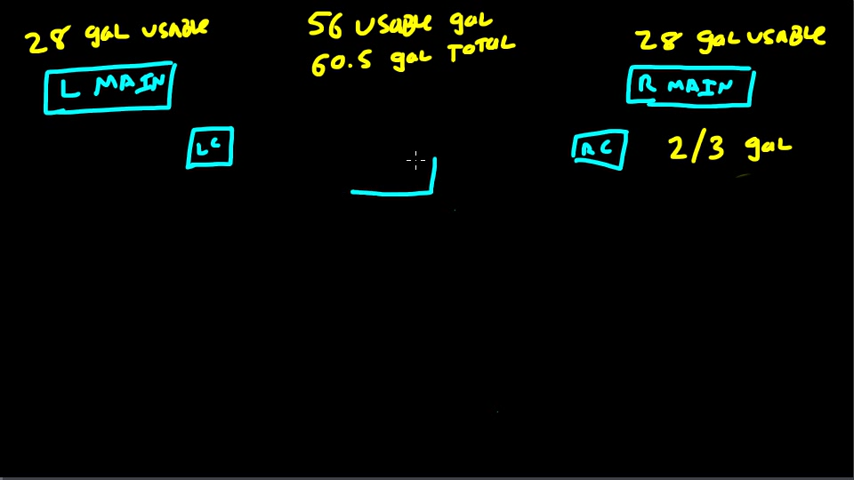 28 gal usable
56 usable gal
60.5 gal TOTAL
28 gal usable
L MAIN
R MAIN
LC
RC
2/3 gal